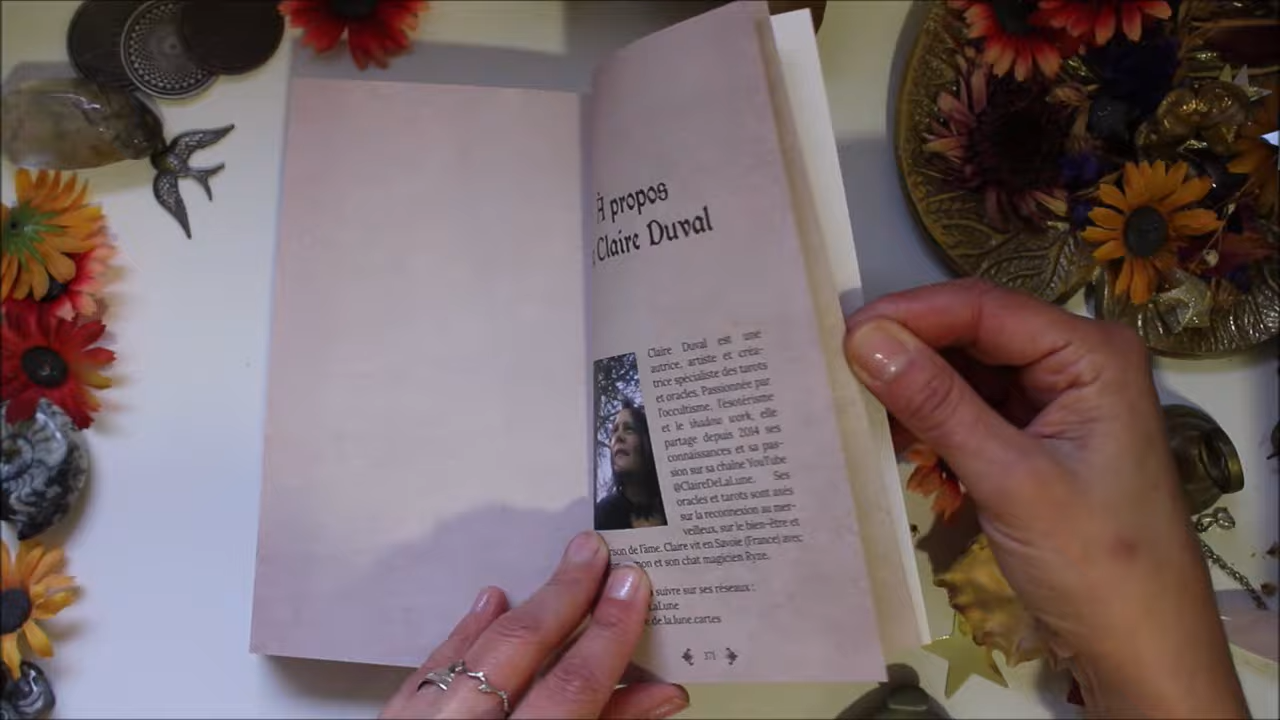 À propos
Claire Duval
Claire Duval est une
autrice, artiste et créa-
trice spécialiste des tarots
et oracles. Passionnée par
l'occultisme, l'ésotérisme
et le shadow work, elle
partage depuis 2014 ses
connaissances et sa pas-
sion sur sa chaîne YouTube
@ClaireDeLaLune. Ses
oracles et tarots sont axés
sur la reconnexion au mer-
veilleux, sur le bien-être et
de l'âme. Claire vit en Savoie (France) avec
et son chat magicien Ryze.
suivre sur ses réseaux :
LaLune
de.la.lune.cartes